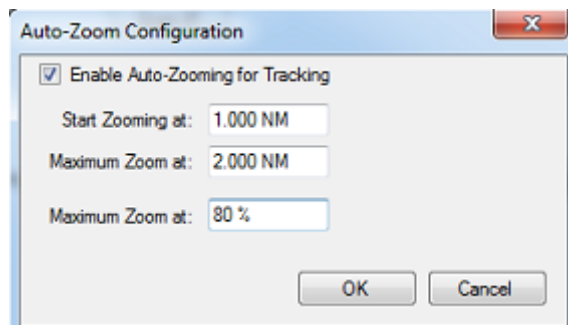 Auto-Zoom Configuration
Enable Auto-Zooming for Tracking
Start Zooming at: 1.000 NM
Maximum Zoom at: 2.000 NM
Maximum Zoom at: 80 %
OK Cancel